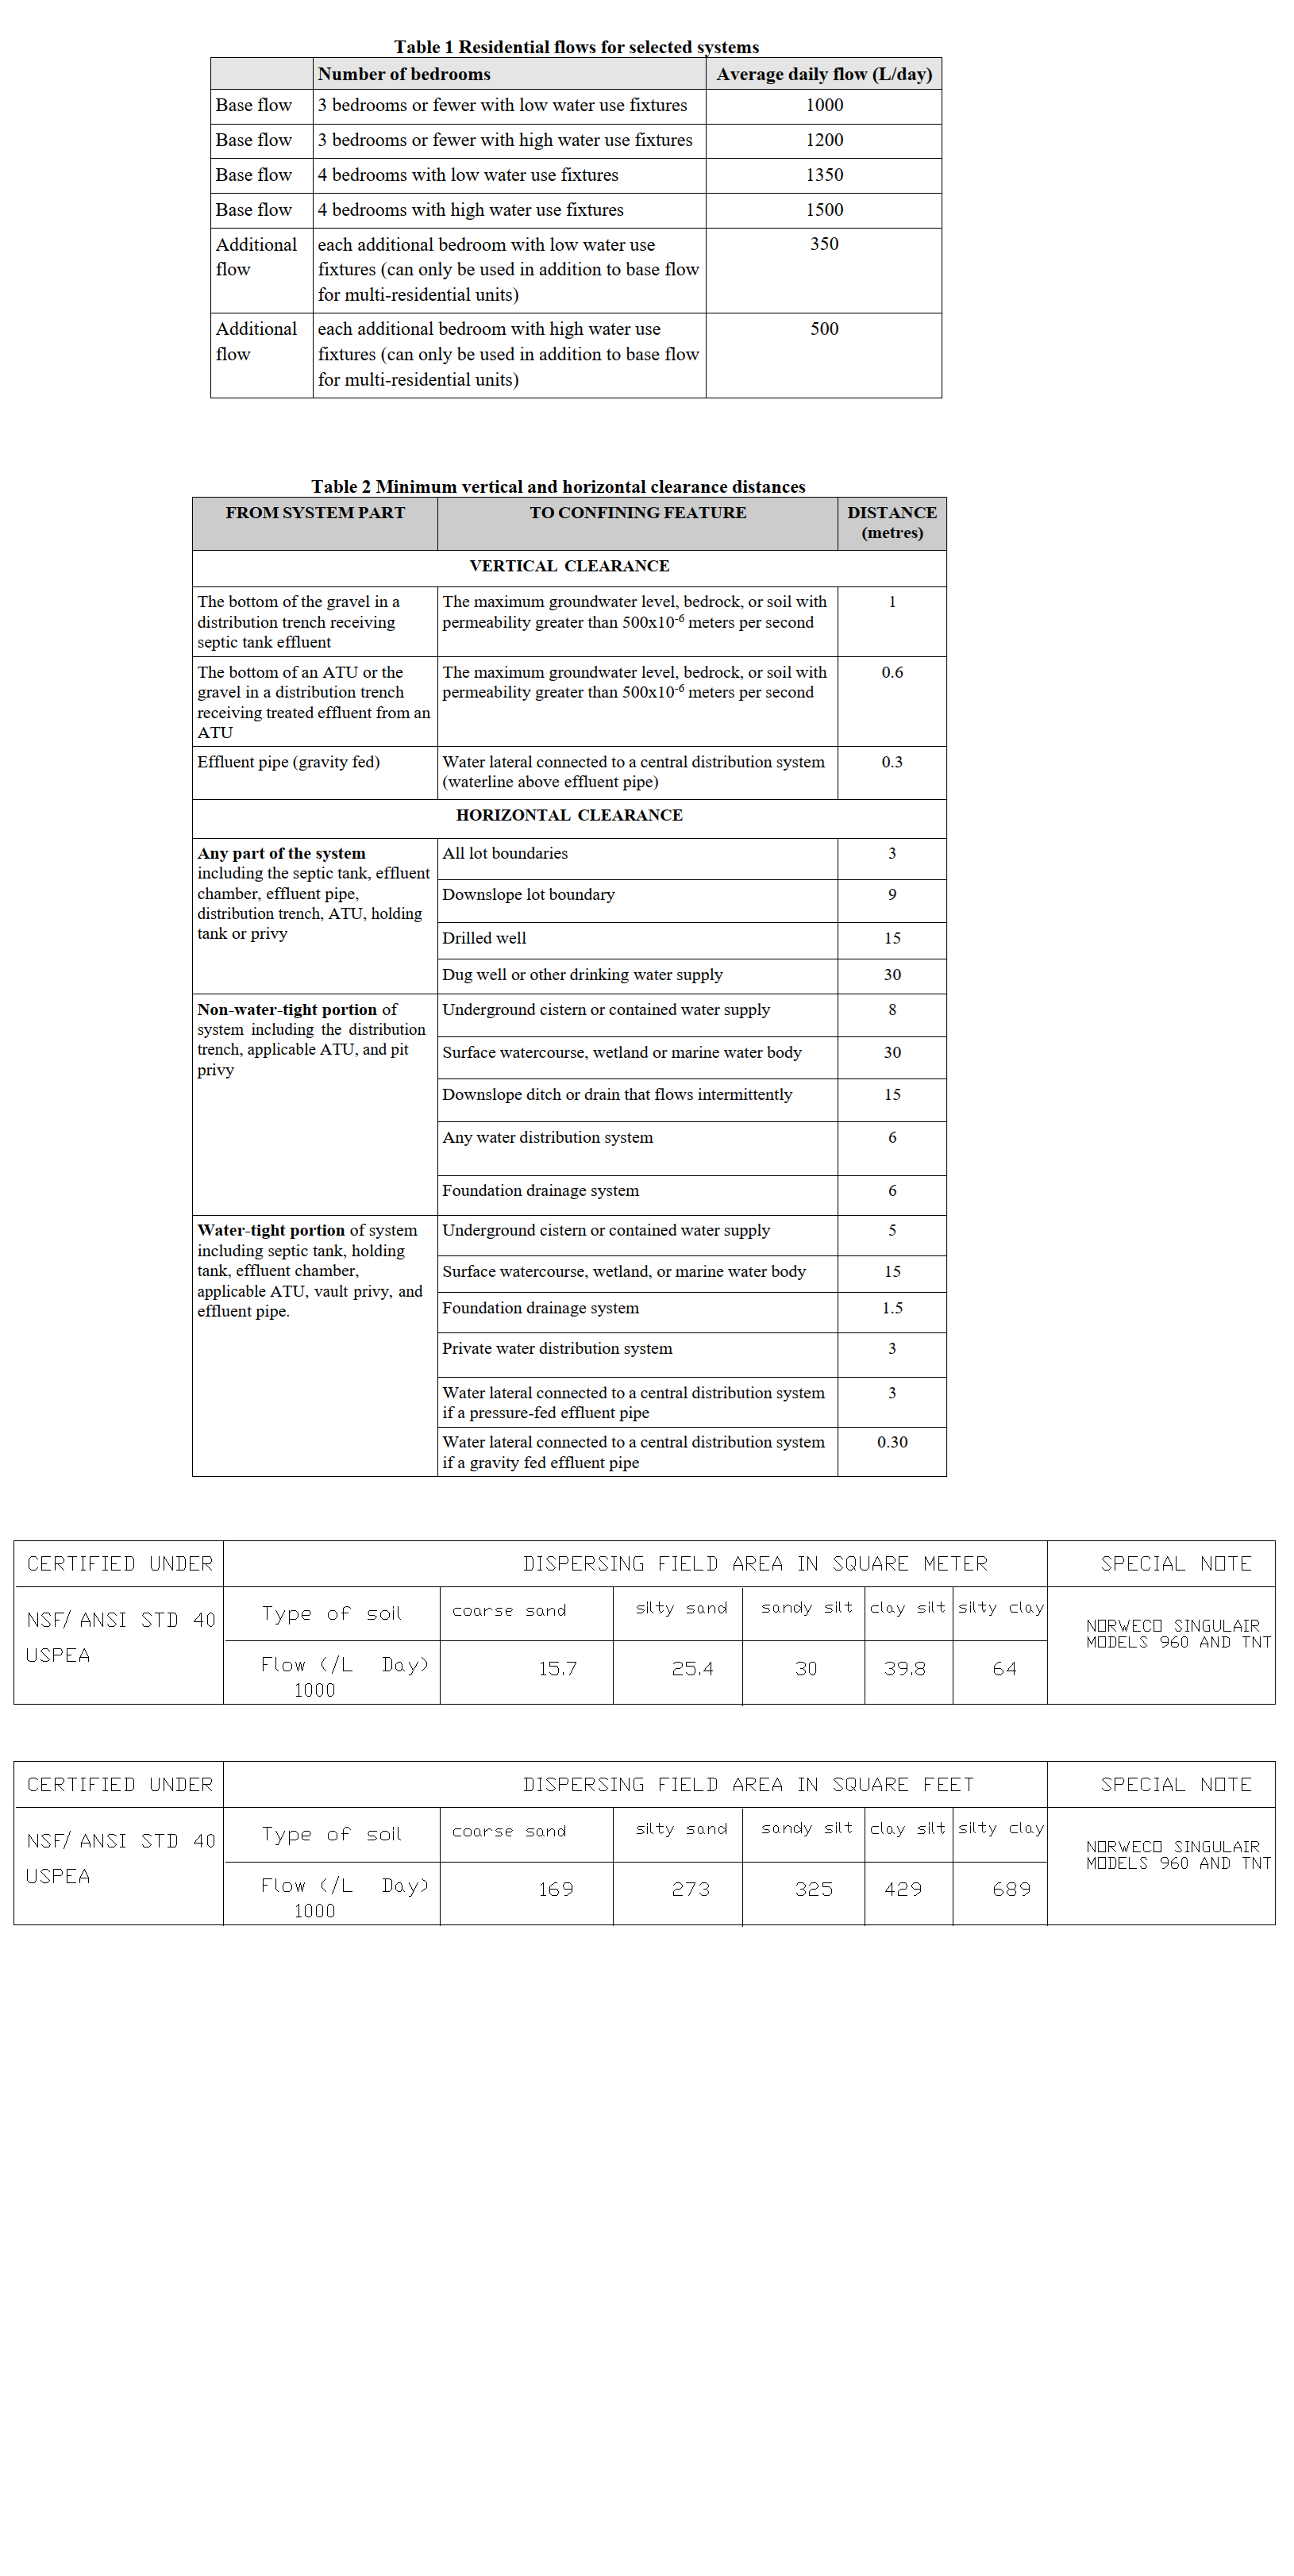 Table 1 Residential flows for selected systems
Number of bedrooms Average daily flow (L/day)
Base flow 3 bedrooms or fewer with low water use fixtures 1000
Base flow 3 bedrooms or fewer with high water use fixtures 1200
Base flow 4 bedrooms with low water use fixtures 1350
Base flow 4 bedrooms with high water use fixtures 1500
Additional each additional bedroom with low water use 350
flow fixtures (can only be used in addition to base flow
for multi-residential units)
Additional each additional bedroom with high water use 500
flow fixtures (can only be used in addition to base flow
for multi-residential units)
Table 2 Minimum vertical and horizontal clearance distances
FROM SYSTEM PART TO CONFINING FEATURE DISTANCE
(metres)
VERTICAL CLEARANCE
The bottom of the gravel in a The maximum groundwater level, bedrock, or soil with 1
distribution trench receiving permeability greater than 500x10-6 meters per second
septic tank effluent
The bottom of an ATU or the The maximum groundwater level, bedrock, or soil with 0.6
gravel in a distribution trench permeability greater than 500x10-6 meters per second
receiving treated effluent from an
ATU
Effluent pipe (gravity fed) Water lateral connected to a central distribution system 0.3
(waterline above effluent pipe)
HORIZONTAL CLEARANCE
Any part of the system All lot boundaries 3
including the septic tank, effluent
chamber, effluent pipe, Downslope lot boundary 9
distribution trench, ATU, holding
tank or privy Drilled well 15
Dug well or other drinking water supply 30
Non-water-tight portion of Underground cistern or contained water supply 8
system including the distribution
trench, applicable ATU, and pit Surface watercourse, wetland or marine water body 30
privy
Downslope ditch or drain that flows intermittently 15
Any water distribution system 6
Foundation drainage system 6
Water-tight portion of system Underground cistern or contained water supply 5
including septic tank, holding
tank, effluent chamber, Surface watercourse, wetland, or marine water body 15
applicable ATU, vault privy, and
effluent pipe. Foundation drainage system 1.5
Private water distribution system 3
Water lateral connected to a central distribution system 3
if a pressure-fed effluent pipe
Water lateral connected to a central distribution system 0.30
if a gravity fed effluent pipe
CERTIFIED UNDER DISPERSING FIELD AREA IN SQUARE METER SPECIAL NOTE
NSF/ ANSI STD 40 Type of soil coarse sand silty sand sandy silt clay silt silty clay NORWECO SINGULAIR
USPEA MODELS 960 AND TNT
Flow (/L Day) 15.7 25.4 30 39.8 64
1000
CERTIFIED UNDER DISPERSING FIELD AREA IN SQUARE FEET SPECIAL NOTE
NSF/ ANSI STD 40 Type of soil coarse sand silty sand sandy silt clay silt silty clay NORWECO SINGULAIR
USPEA MODELS 960 AND TNT
Flow (/L Day) 169 273 325 429 689
1000